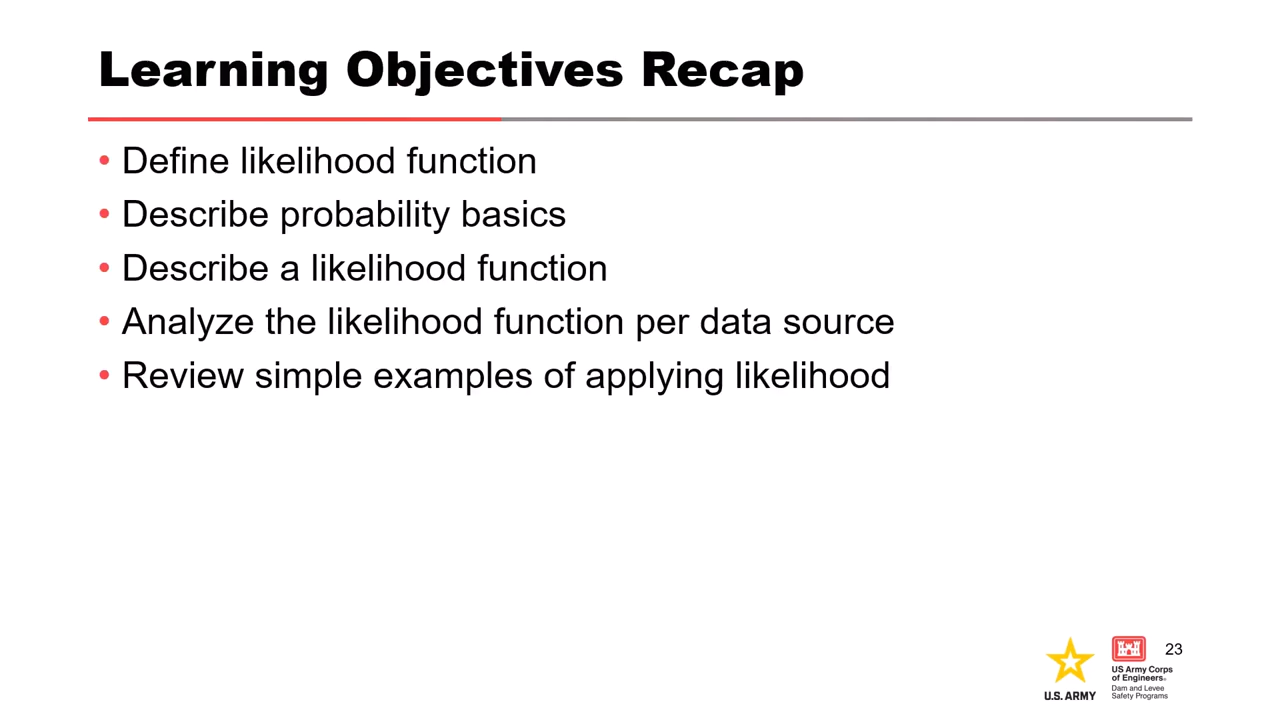 Learning Objectives Recap
• Define likelihood function
• Describe probability basics
• Describe a likelihood function
• Analyze the likelihood function per data source
• Review simple examples of applying likelihood
23
U.S. ARMY
US Army Corps
of Engineers®
Dam and Levee
Safety Programs